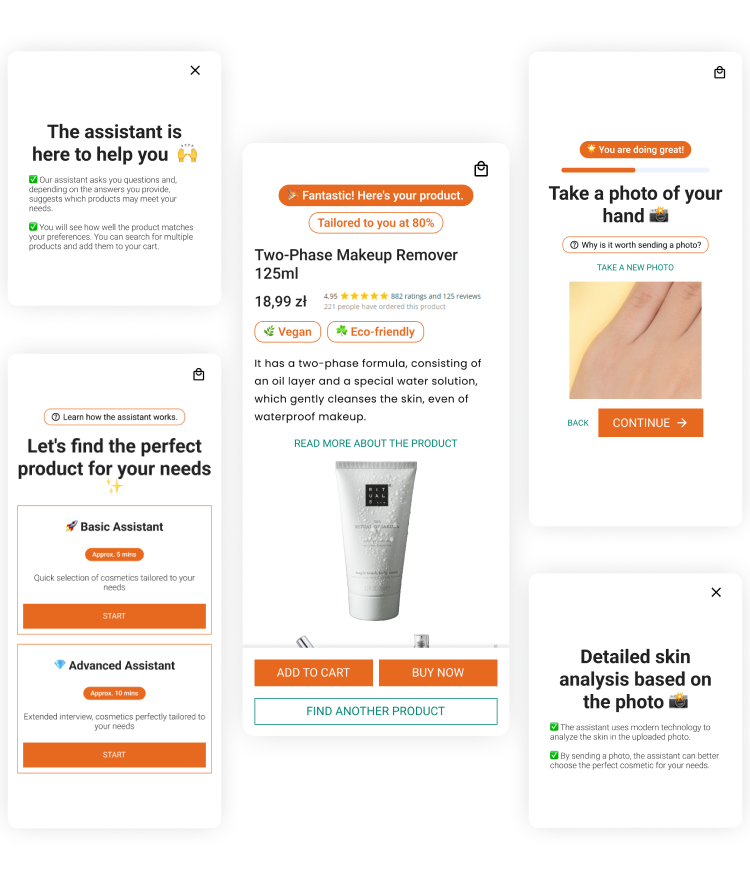 The assistant is
here to help you 🙌
✅ Our assistant asks you questions and,
depending on the answers you provide,
suggests which products may meet your
needs.
✅ You will see how well the product matches
your preferences. You can search for multiple
products and add them to your cart.
Learn how the assistant works.
Let's find the perfect
product for your needs
✨
🚀 Basic Assistant
Approx. 5 mins
Quick selection of cosmetics tailored to your
needs
START
💎 Advanced Assistant
Approx. 10 mins
Extended interview, cosmetics perfectly tailored to
your needs
START
🎉 Fantastic! Here's your product.
Tailored to you at 80%
Two-Phase Makeup Remover
125ml
18,99 zł
4.95 ⭐⭐⭐⭐⭐ 882 ratings and 125 reviews
221 people have ordered this product
🌿 Vegan
☘️ Eco-friendly
It has a two-phase formula, consisting of
an oil layer and a special water solution,
which gently cleanses the skin, even of
waterproof makeup.
READ MORE ABOUT THE PRODUCT
RIT
UAL
S
ADD TO CART
BUY NOW
FIND ANOTHER PRODUCT
🌟 You are doing great!
Take a photo of your
hand 📸
Why is it worth sending a photo?
TAKE A NEW PHOTO
BACK
CONTINUE →
Detailed skin
analysis based on
the photo 📸
✅ The assistant uses modern technology to
analyze the skin in the uploaded photo.
✅ By sending a photo, the assistant can better
choose the perfect cosmetic for your needs.